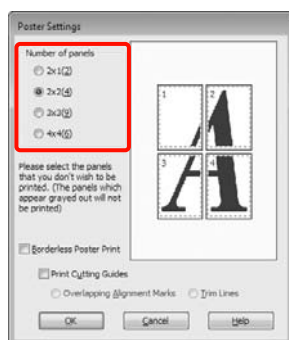 Poster Settings
Number of panels
2x1(2)
2x2(4)
3x3(9)
4x4(6)
1 2
3 4
Please select the panels
that you don't wish to be
printed. (The panels which
appear grayed out will not
be printed)
Borderless Poster Print
Print Cutting Guides
Overlapping Alignment Marks Trim Lines
OK Cancel Help